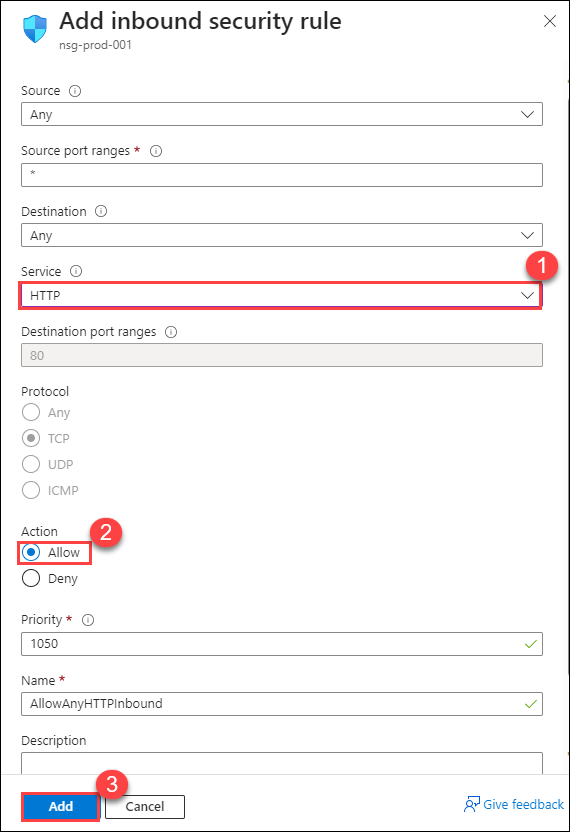 Add inbound security rule
nsg-prod-001
Source
Any
Source port ranges *
*
Destination
Any
Service
1
HTTP
Destination port ranges
80
Protocol
Any
TCP
UDP
ICMP
Action
2
Allow
Deny
Priority *
1050
Name *
AllowAnyHTTPInbound
Description
3
Add Cancel Give feedback